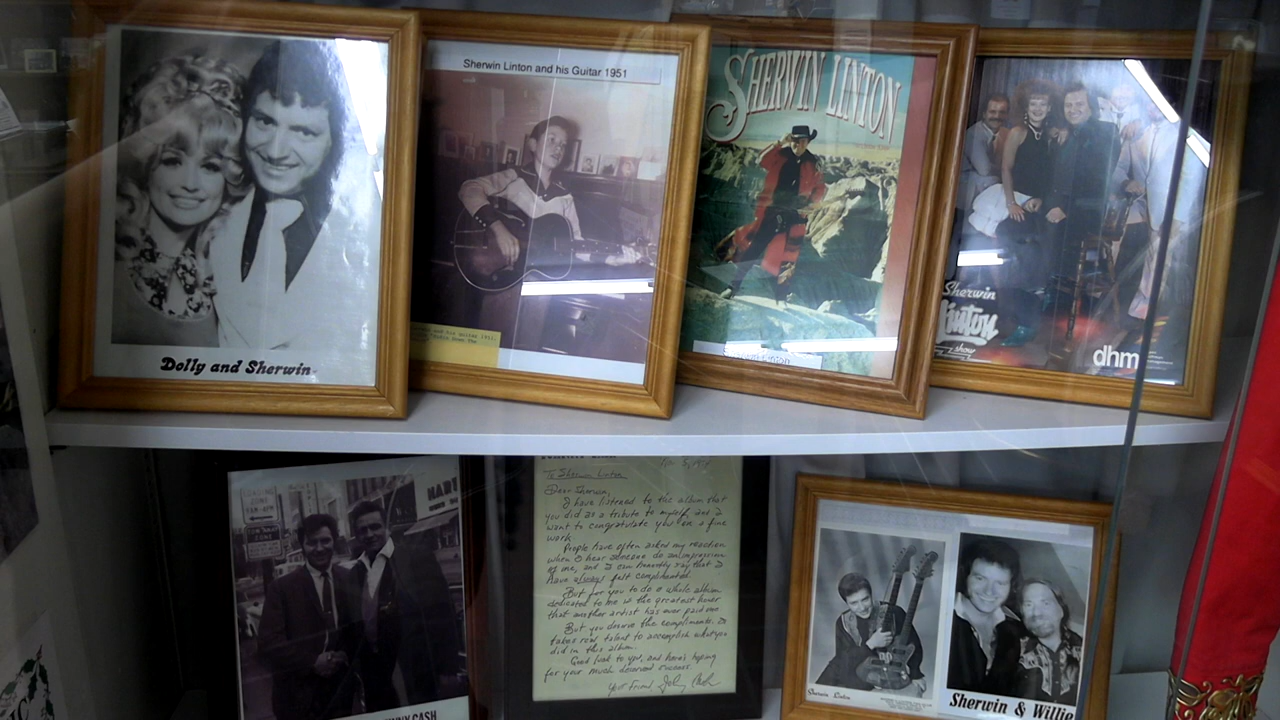 Dolly and Sherwin
Sherwin Linton and his Guitar 1951
SHERWIN LINTON
Sherwin
Linton
show
dhm
LOADING
ZONE
HART
NNY CASH
To Sherwin Linton
Dear Sherwin,
I have listened to the album that
you did as a tribute to myself, and I
want to congratulate you on a fine
work.
People have often asked my reaction
when I hear someone do an impression
of me, and I can honestly say that I
have always felt complimented.
But for you to do a whole album
dedicated to me is the greatest honor
that another artist has ever paid me
But you deserve the compliments. It
takes real talent to accomplish what you
did in this album.
Good luck to you, and here's hoping
for your much deserved success.
Your Friend Johnny Cash
Sherwin Linton
Sherwin & Willie